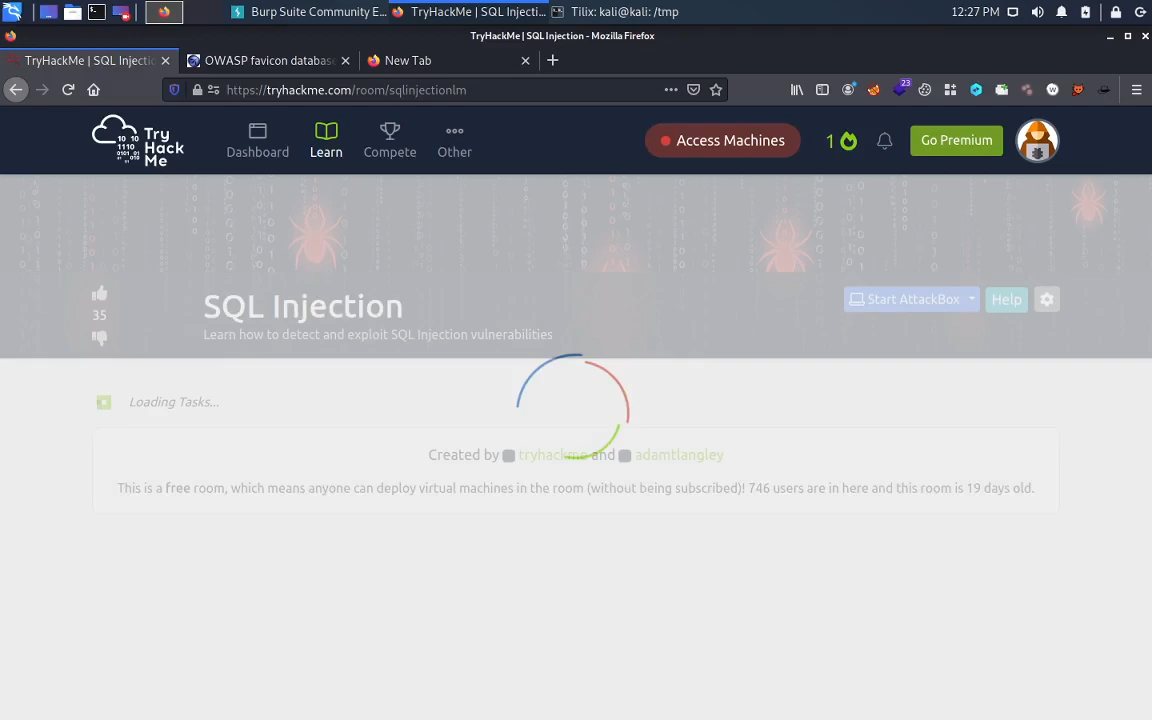 Burp Suite Community E...
TryHackMe | SQL Injecti...
Tilix: kali@kali: /tmp
12:27 PM
TryHackMe | SQL Injection - Mozilla Firefox
TryHackMe | SQL Injectio
OWASP favicon database
New Tab
https://tryhackme.com/room/sqlinjectionlm
23
Try
Hack
Me
Dashboard
Learn
Compete
Other
Access Machines
1
Go Premium
35
SQL Injection
Learn how to detect and exploit SQL Injection vulnerabilities
Start AttackBox
Help
Loading Tasks...
Created by tryhackme and adamtlangley
This is a free room, which means anyone can deploy virtual machines in the room (without being subscribed)! 746 users are in here and this room is 19 days old.